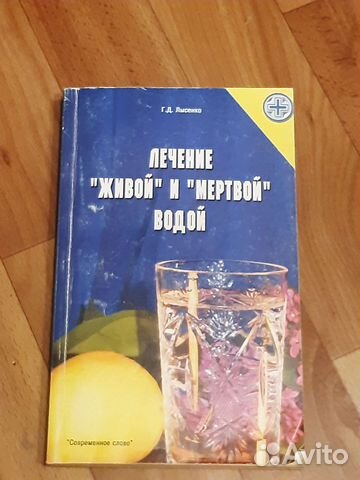 Г.Д. Лысенко
ЛЕЧЕНИЕ
"ЖИВОЙ" И "МЕРТВОЙ"
ВОДОЙ
"Современное слово"
Avito